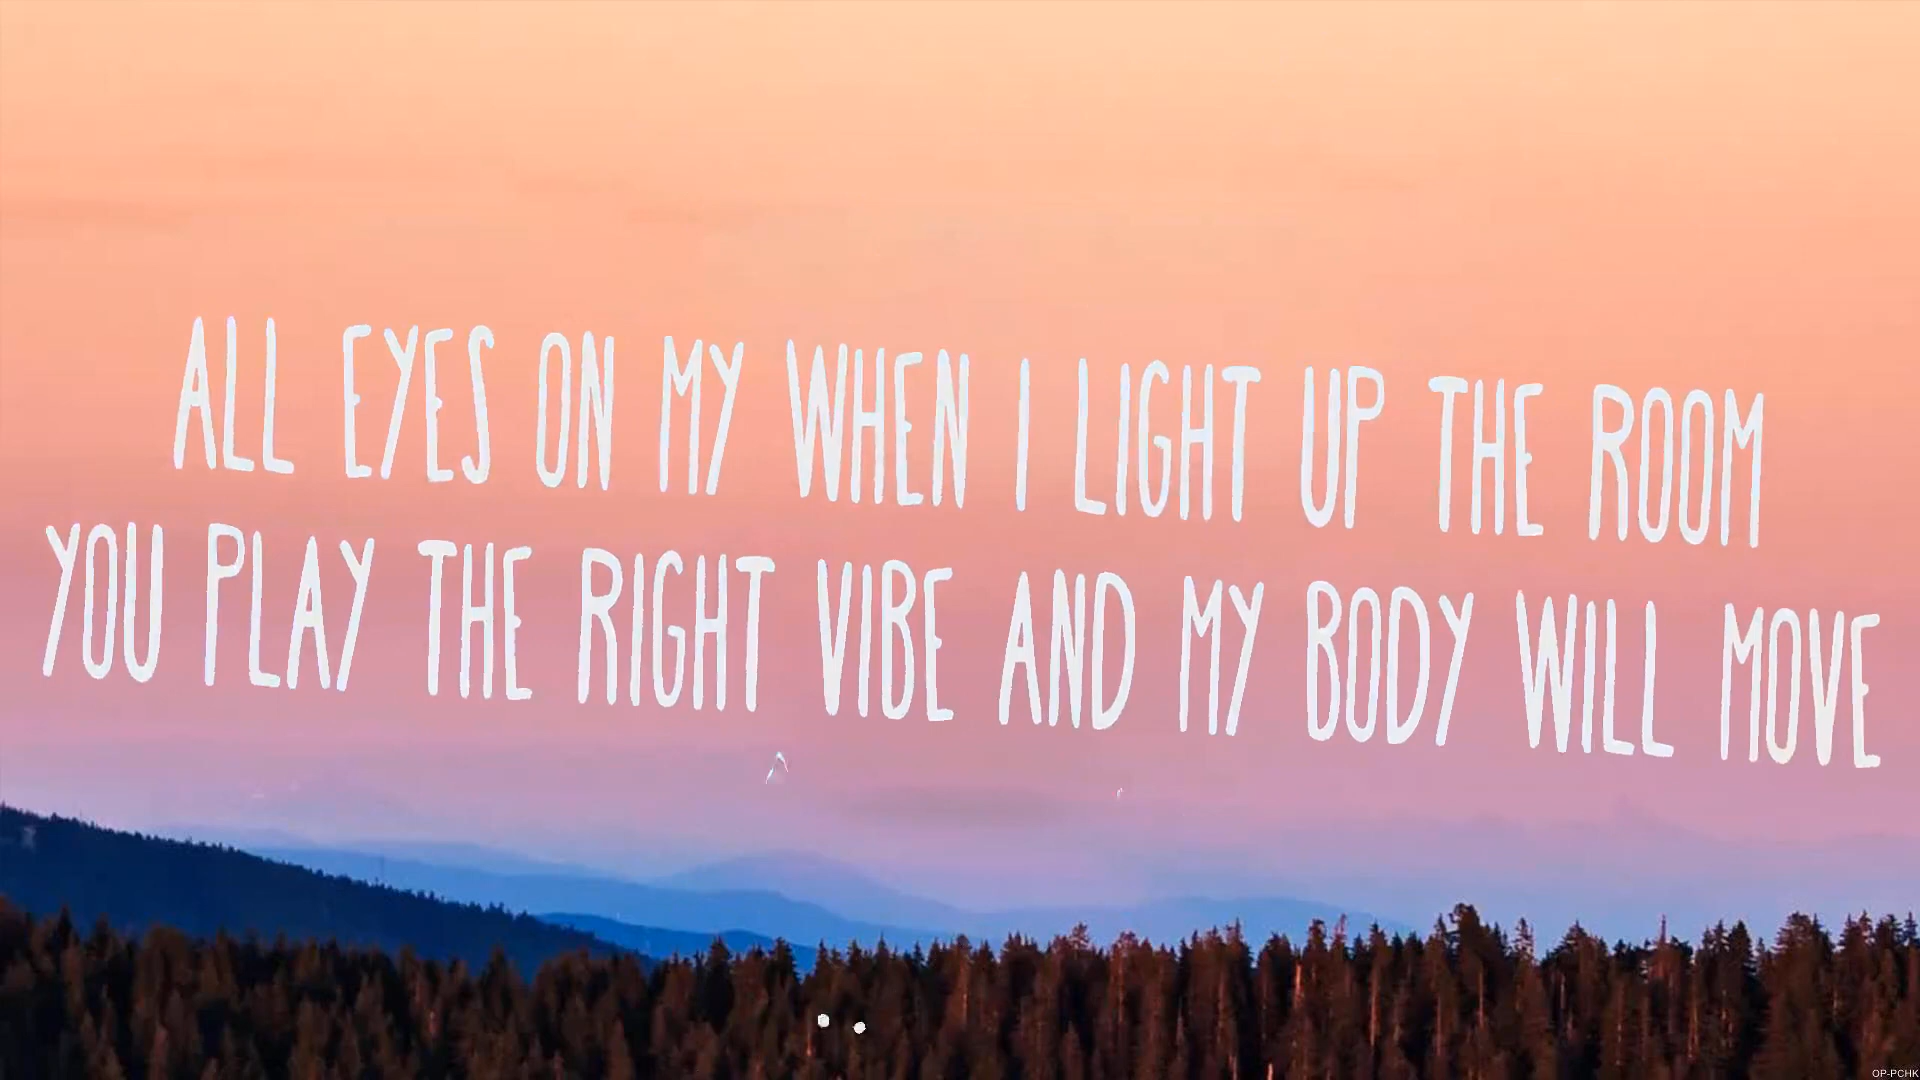 ALL EYES ON MY WHEN I LIGHT UP THE ROOM
YOU PLAY THE RIGHT VIBE AND MY BODY WILL MOVE
OP-PCHK